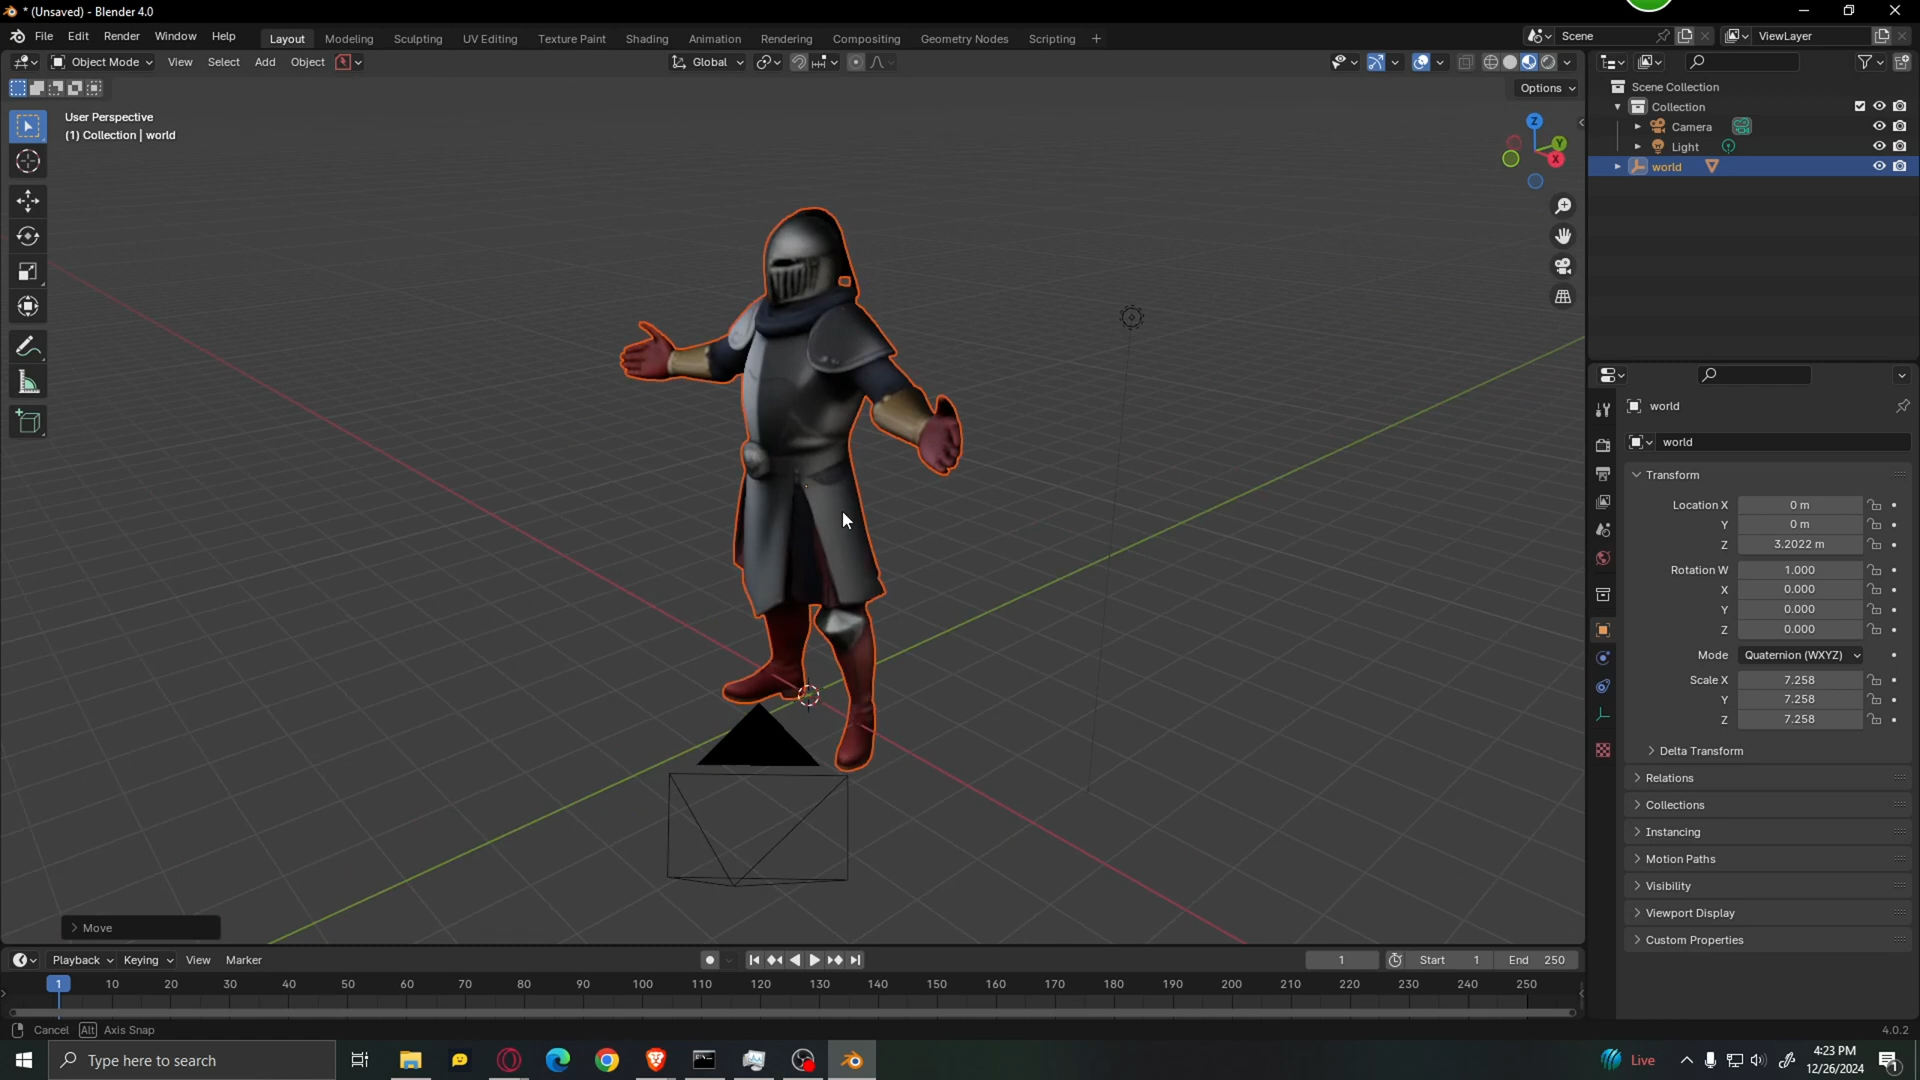 * (Unsaved) - Blender 4.0
File Edit Render Window Help
Layout Modeling Sculpting UV Editing Texture Paint Shading Animation Rendering Compositing Geometry Nodes Scripting +
Scene
ViewLayer
Object Mode View Select Add Object
Global
Options
User Perspective
(1) Collection | world
Z
Y
X
Move
Scene Collection
Collection
Camera
Light
world
world
world
Transform
Location X 0 m
Y 0 m
Z 3.2022 m
Rotation W 1.000
X 0.000
Y 0.000
Z 0.000
Mode Quaternion (WXYZ)
Scale X 7.258
Y 7.258
Z 7.258
Delta Transform
Relations
Collections
Instancing
Motion Paths
Visibility
Viewport Display
Custom Properties
Playback Keying View Marker
1 Start 1 End 250
1 10 20 30 40 50 60 70 80 90 100 110 120 130 140 150 160 170 180 190 200 210 220 230 240 250
Cancel Alt Axis Snap
4.0.2
Type here to search
Live
4:23 PM
12/26/2024
1